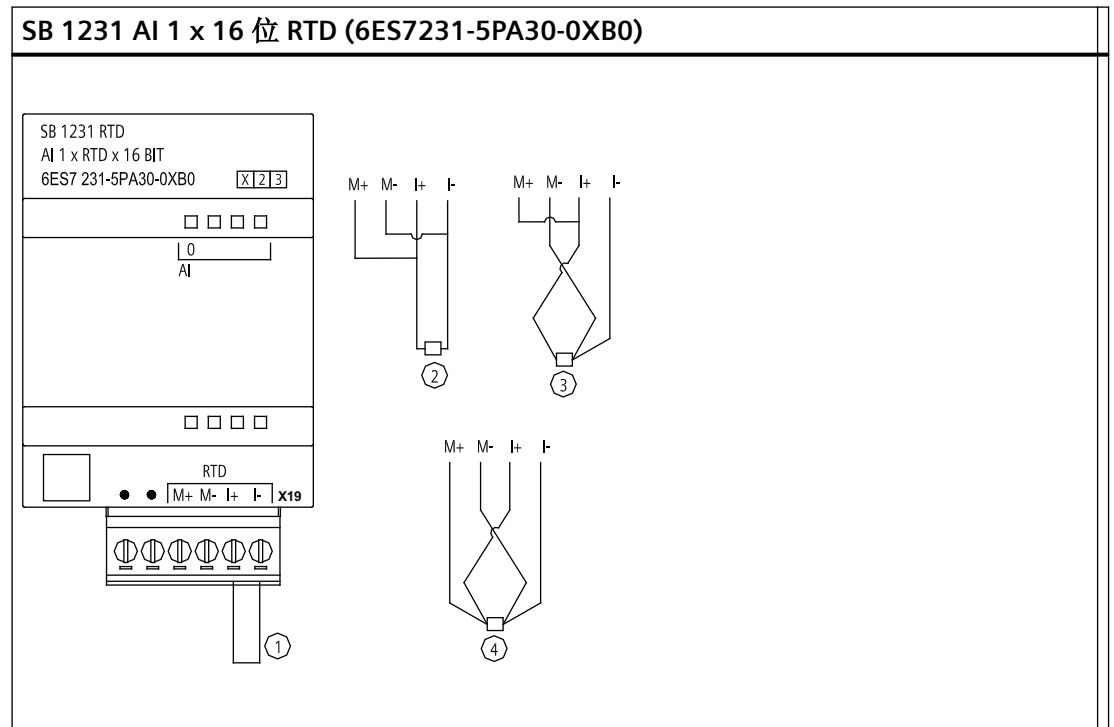 SB 1231 AI 1 x 16 位 RTD (6ES7231-5PA30-0XB0)
SB 1231 RTD
AI 1 x RTD x 16 BIT
6ES7 231-5PA30-0XB0 X 2 3
0
AI
RTD
M+ M- I+ I- X19
①
M+ M- I+ I-
②
M+ M- I+ I-
③
M+ M- I+ I-
④